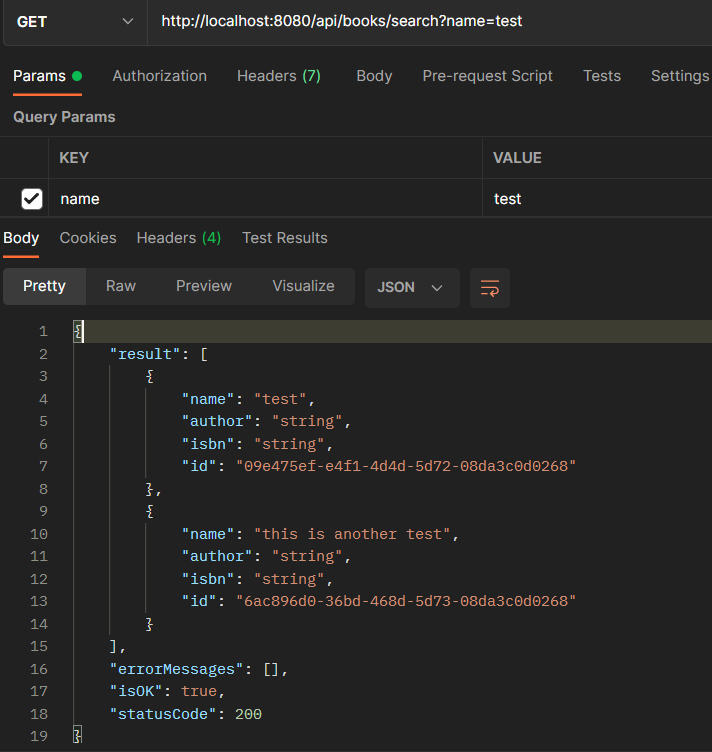 GET http://localhost:8080/api/books/search?name=test
Params Authorization Headers (7) Body Pre-request Script Tests Settings
Query Params
KEY VALUE
name test
Body Cookies Headers (4) Test Results
Pretty Raw Preview Visualize JSON
1 {
2 "result": [
3 {
4 "name": "test",
5 "author": "string",
6 "isbn": "string",
7 "id": "09e475ef-e4f1-4d4d-5d72-08da3c0d0268"
8 },
9 {
10 "name": "this is another test",
11 "author": "string",
12 "isbn": "string",
13 "id": "6ac896d0-36bd-468d-5d73-08da3c0d0268"
14 }
15 ],
16 "errorMessages": [],
17 "isOK": true,
18 "statusCode": 200
19 }